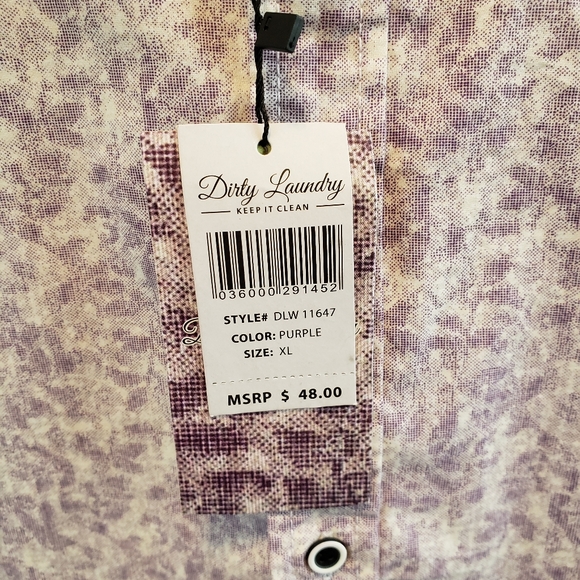 Dirty Laundry
KEEP IT CLEAN
036000 291452
STYLE# DLW 11647
COLOR: PURPLE
SIZE: XL
MSRP $ 48.00